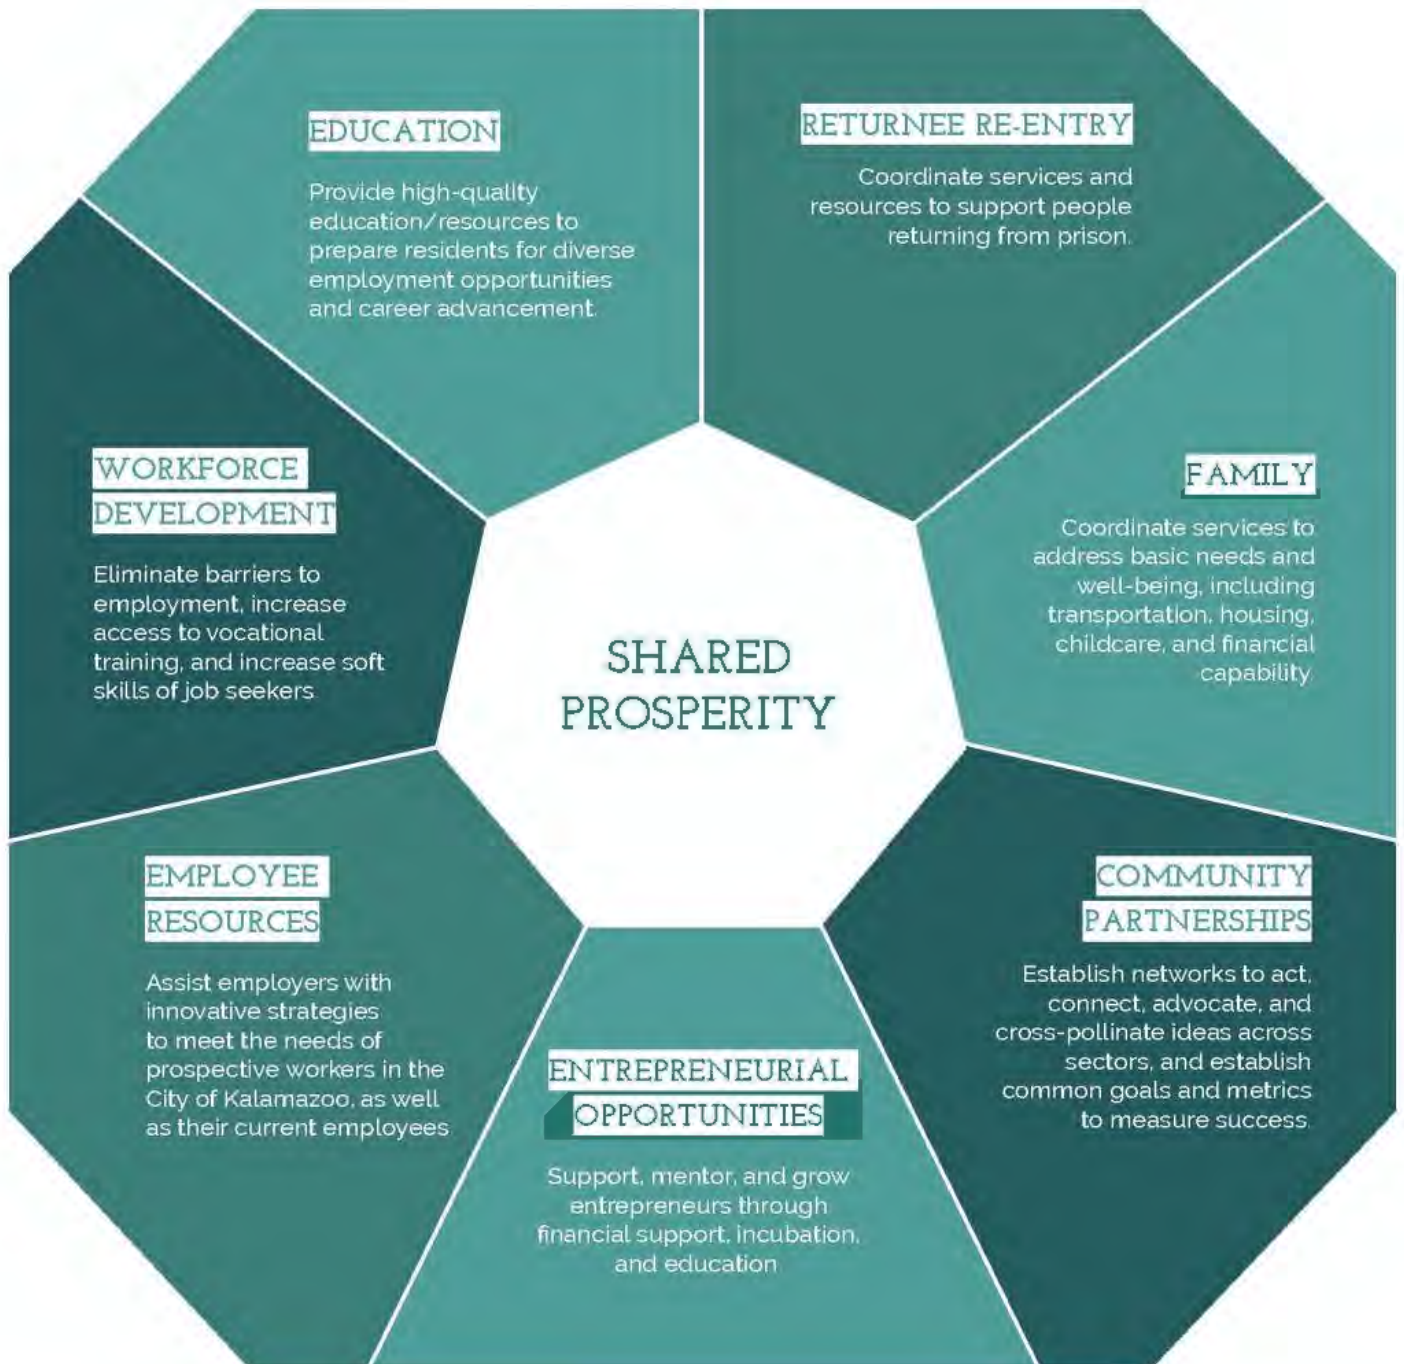 EDUCATION
Provide high-quality
education/resources to
prepare residents for diverse
employment opportunities
and career advancement.
RETURNEE RE-ENTRY
Coordinate services and
resources to support people
returning from prison.
WORKFORCE
DEVELOPMENT
Eliminate barriers to
employment, increase
access to vocational
training, and increase soft
skills of job seekers.
FAMILY
Coordinate services to
address basic needs and
well-being, including
transportation, housing,
childcare, and financial
capability.
SHARED
PROSPERITY
EMPLOYEE
RESOURCES
Assist employers with
innovative strategies
to meet the needs of
prospective workers in the
City of Kalamazoo, as well
as their current employees.
ENTREPRENEURIAL
OPPORTUNITIES
Support, mentor, and grow
entrepreneurs through
financial support, incubation,
and education.
COMMUNITY
PARTNERSHIPS
Establish networks to act,
connect, advocate, and
cross-pollinate ideas across
sectors, and establish
common goals and metrics
to measure success.